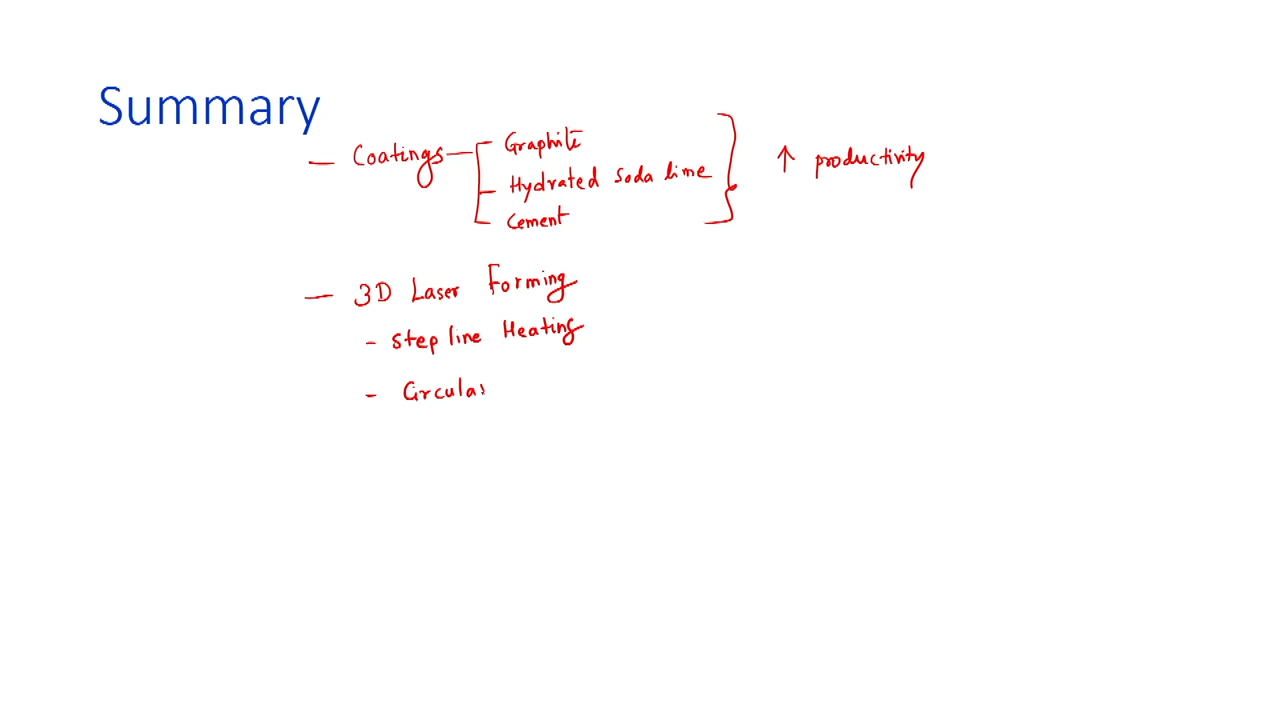 Summary
— Coatings — Graphite
Hydrated Soda lime
Cement
↑ productivity
— 3D Laser Forming
- Step line Heating
- Circular